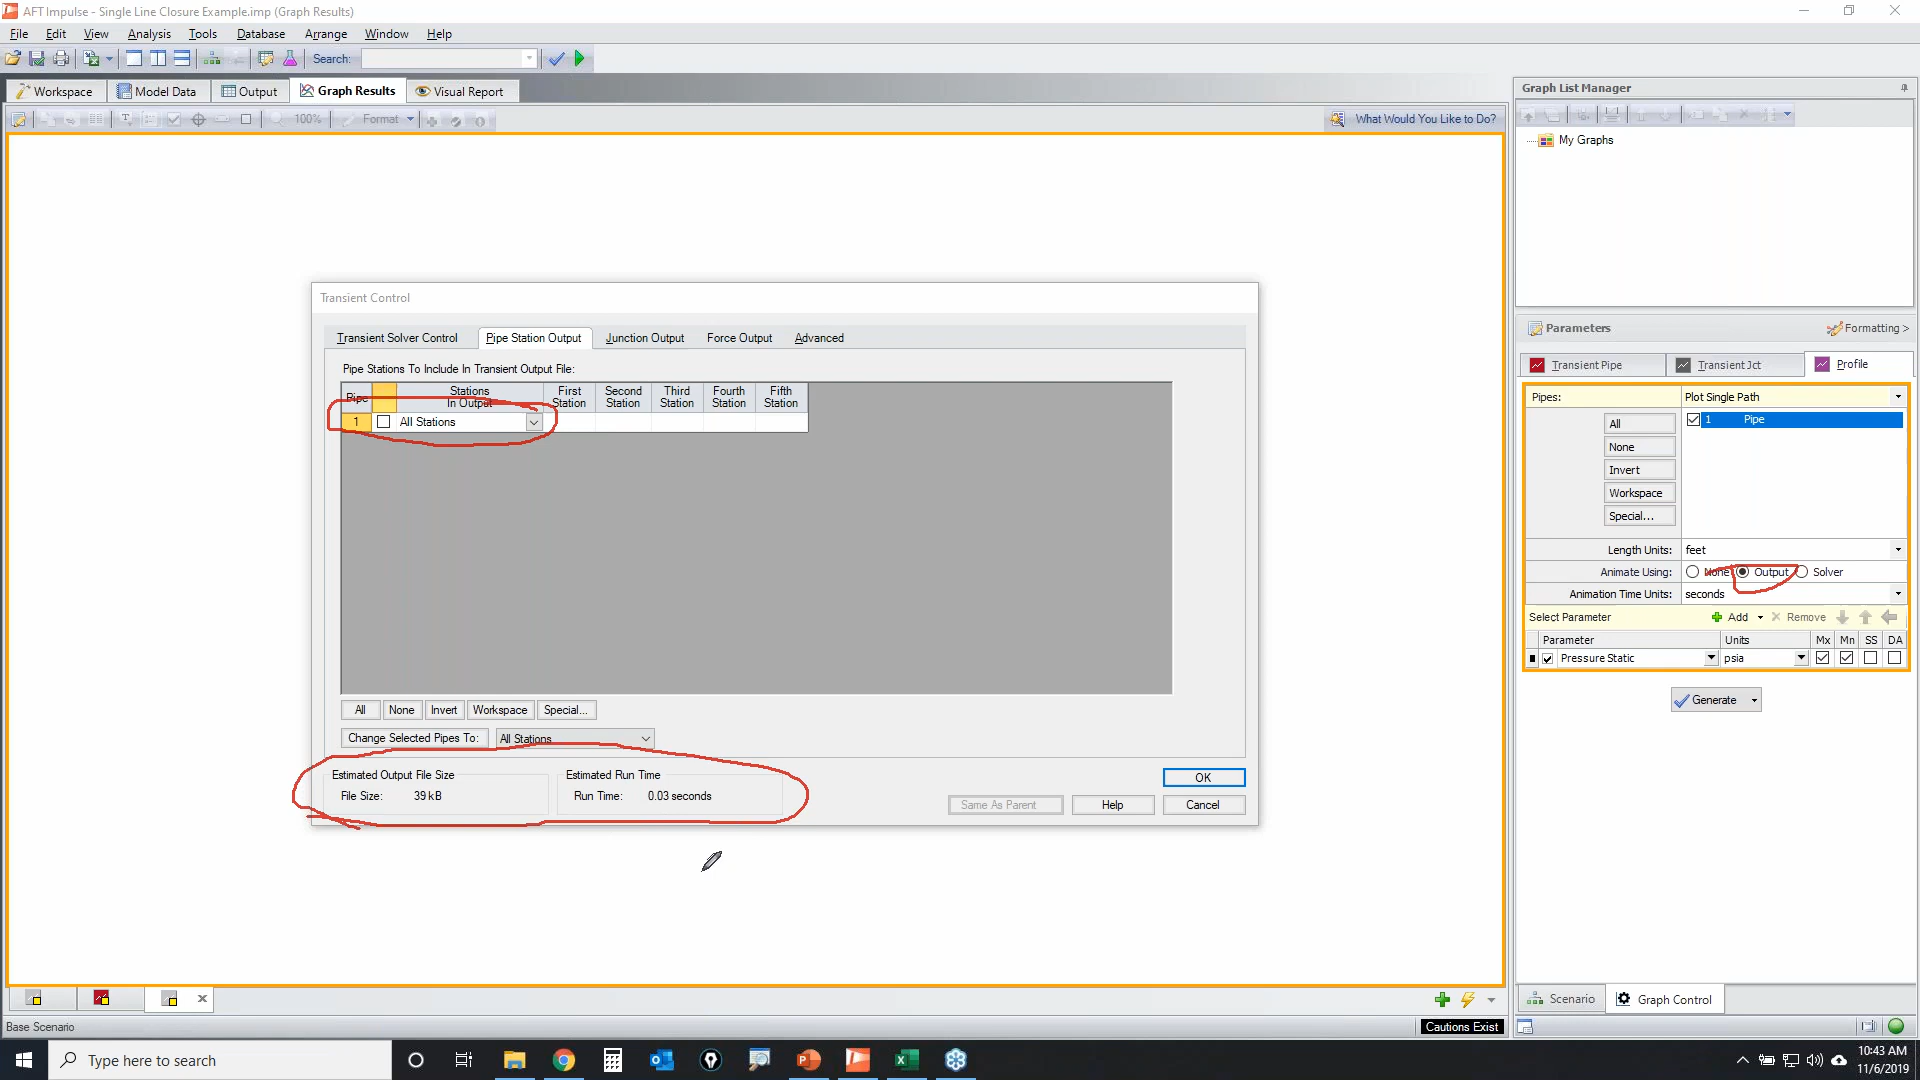 AFT Impulse - Single Line Closure Example.imp (Graph Results)
File Edit View Analysis Tools Database Arrange Window Help
Search:
Workspace Model Data Output Graph Results Visual Report
100% Format What Would You Like to Do?
Graph List Manager
My Graphs
Transient Control
Transient Solver Control Pipe Station Output Junction Output Force Output Advanced
Pipe Stations To Include In Transient Output File:
Pipe Stations In Output First Station Second Station Third Station Fourth Station Fifth Station
1 All Stations
All None Invert Workspace Special...
Change Selected Pipes To: All Stations
Estimated Output File Size Estimated Run Time
File Size: 39 kB Run Time: 0.03 seconds
OK
Same As Parent Help Cancel
Parameters Formatting >
Transient Pipe Transient Jct Profile
Pipes: Plot Single Path
All
1 Pipe
None
Invert
Workspace
Special...
Length Units: feet
Animate Using: None Output Solver
Animation Time Units: seconds
Select Parameter Add Remove
Parameter Units Mx Mn SS DA
Pressure Static psia
Generate
Scenario Graph Control
Base Scenario Cautions Exist
Type here to search
10:43 AM
11/6/2019